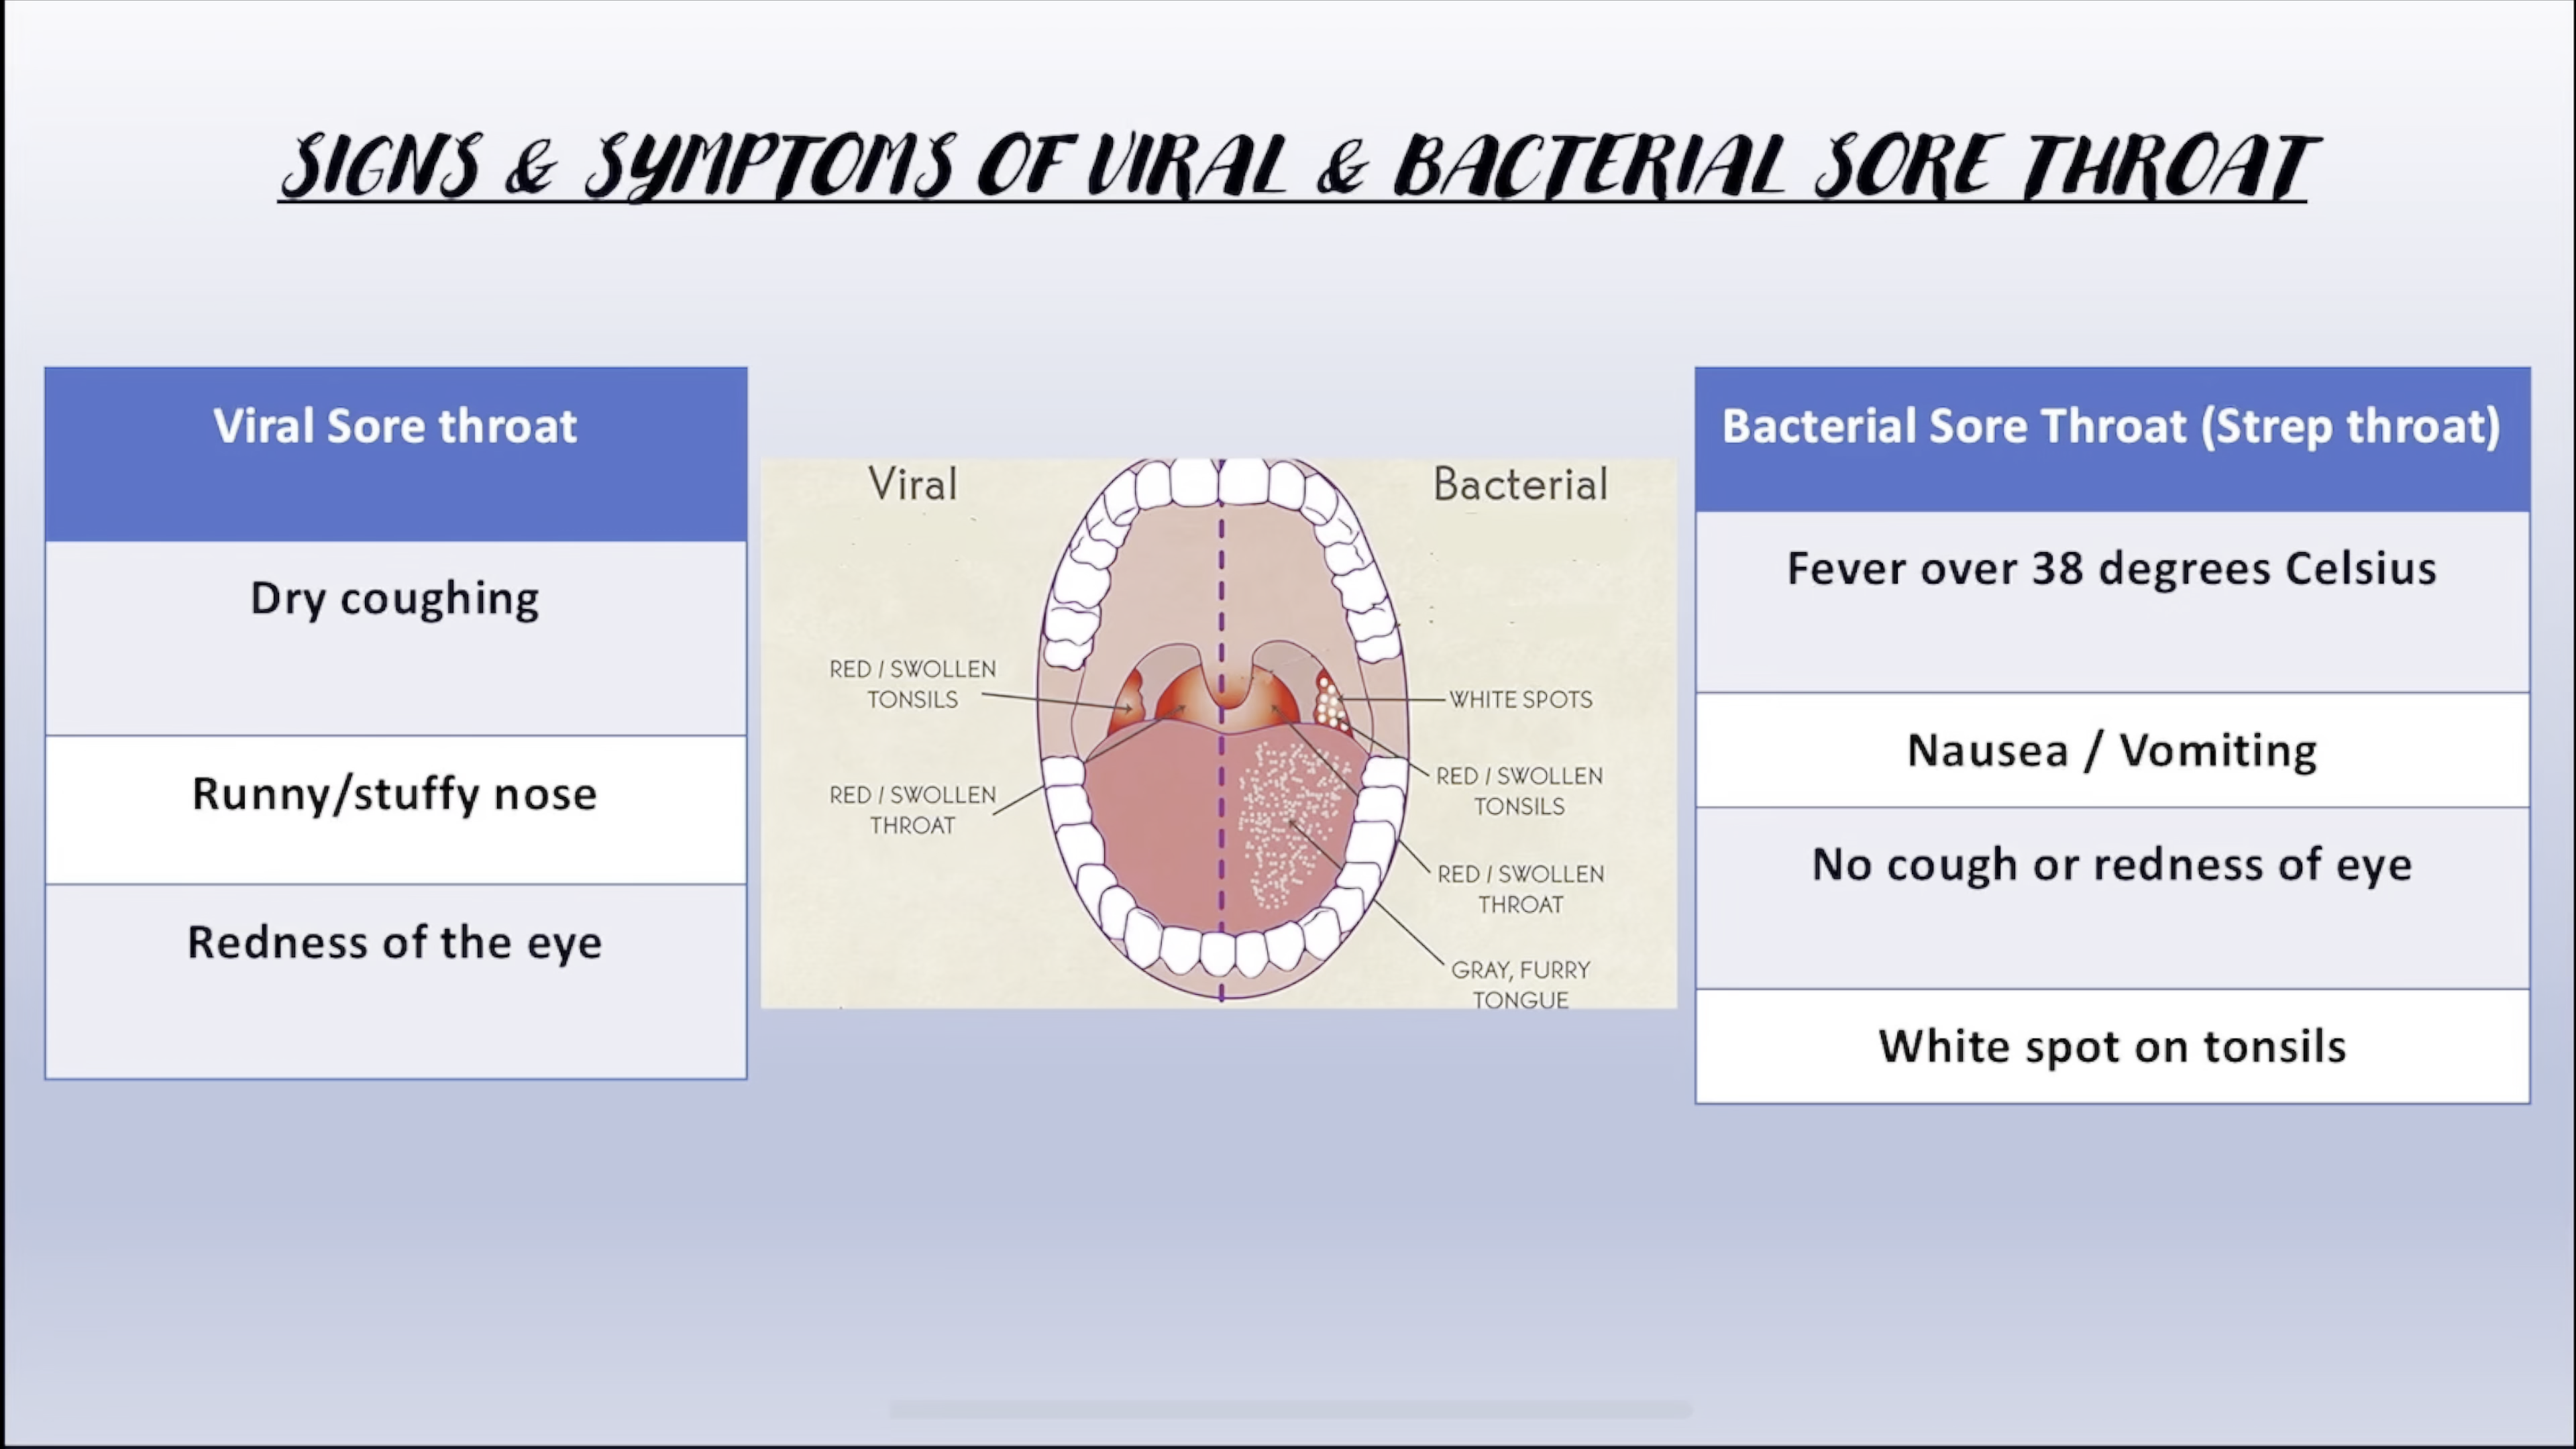 SIGNS & SYMPTOMS OF VIRAL & BACTERIAL SORE THROAT
Viral Sore throat
Dry coughing
Runny/stuffy nose
Redness of the eye
Viral
Bacterial
RED / SWOLLEN
TONSILS
RED / SWOLLEN
THROAT
WHITE SPOTS
RED / SWOLLEN
TONSILS
RED / SWOLLEN
THROAT
GRAY, FURRY
TONGUE
Bacterial Sore Throat (Strep throat)
Fever over 38 degrees Celsius
Nausea / Vomiting
No cough or redness of eye
White spot on tonsils